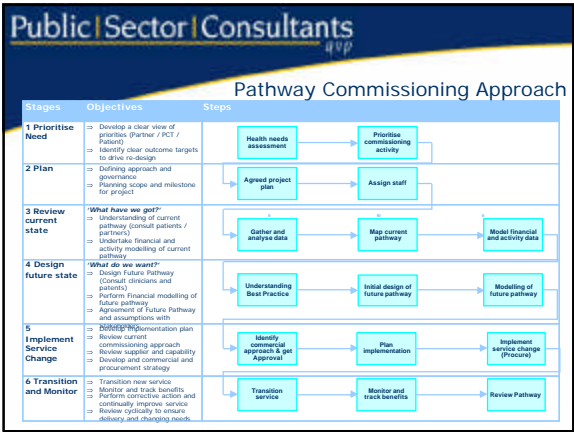 Public|Sector|Consultants
qvp
Pathway Commissioning Approach
Stages Objectives Steps
1 Prioritise
Need
⇒ Develop a clear view of
priorities (Partner / PCT /
Patient)
⇒ Identify clear outcome targets
to drive re-design
Health needs
assessment
Prioritise
commissioning
activity
2 Plan
⇒ Defining approach and
governance
⇒ Planning scope and milestone
for project
Agreed project
plan
Assign staff
3 Review
current
state
'What have we got?'
⇒ Understanding of current
pathway (consult patients /
partners)
⇒ Undertake financial and
activity modelling of current
pathway
Gather and
analyse data
Map current
pathway
Model financial
and activity data
4 Design
future state
'What do we want?'
⇒ Design Future Pathway
(Consult clinicians and
patents)
⇒ Perform Financial modelling of
future pathway
⇒ Agreement of Future Pathway
and assumptions with
Understanding
Best Practice
Initial design of
future pathway
Modelling of
future pathway
5
Implement
Service
Change
⇒ Develop Implementation plan
⇒ Review current
commissioning approach
⇒ Review supplier and capability
⇒ Develop and commercial and
procurement strategy
Identify
commercial
approach & get
Approval
Plan
implementation
Implement
service change
(Procure)
6 Transition
and Monitor
⇒ Transition new service
⇒ Monitor and track benefits
⇒ Perform corrective action and
continually improve service
⇒ Review cyclically to ensure
delivery and changing needs
Transition
service
Monitor and
track benefits
Review Pathway